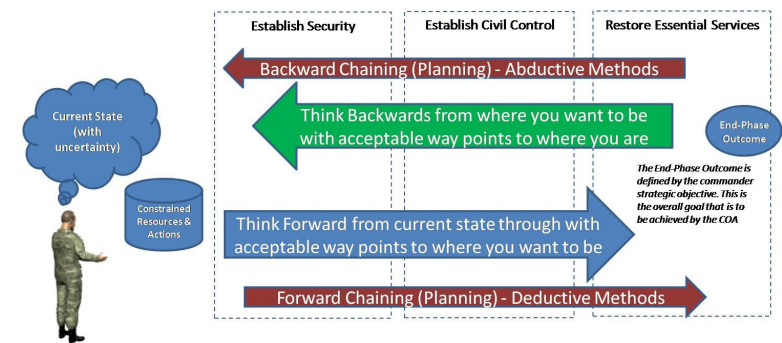 Establish Security
Establish Civil Control
Restore Essential Services
Backward Chaining (Planning) - Abductive Methods
Think Backwards from where you want to be
with acceptable way points to where you are
Current State
(with
uncertainty)
End-Phase
Outcome
The End-Phase Outcome is
defined by the commander
strategic objective. This is
the overall goal that is to
be achieved by the COA
Constrained
Resources &
Actions
Think Forward from current state through with
acceptable way points to where you want to be
Forward Chaining (Planning) - Deductive Methods